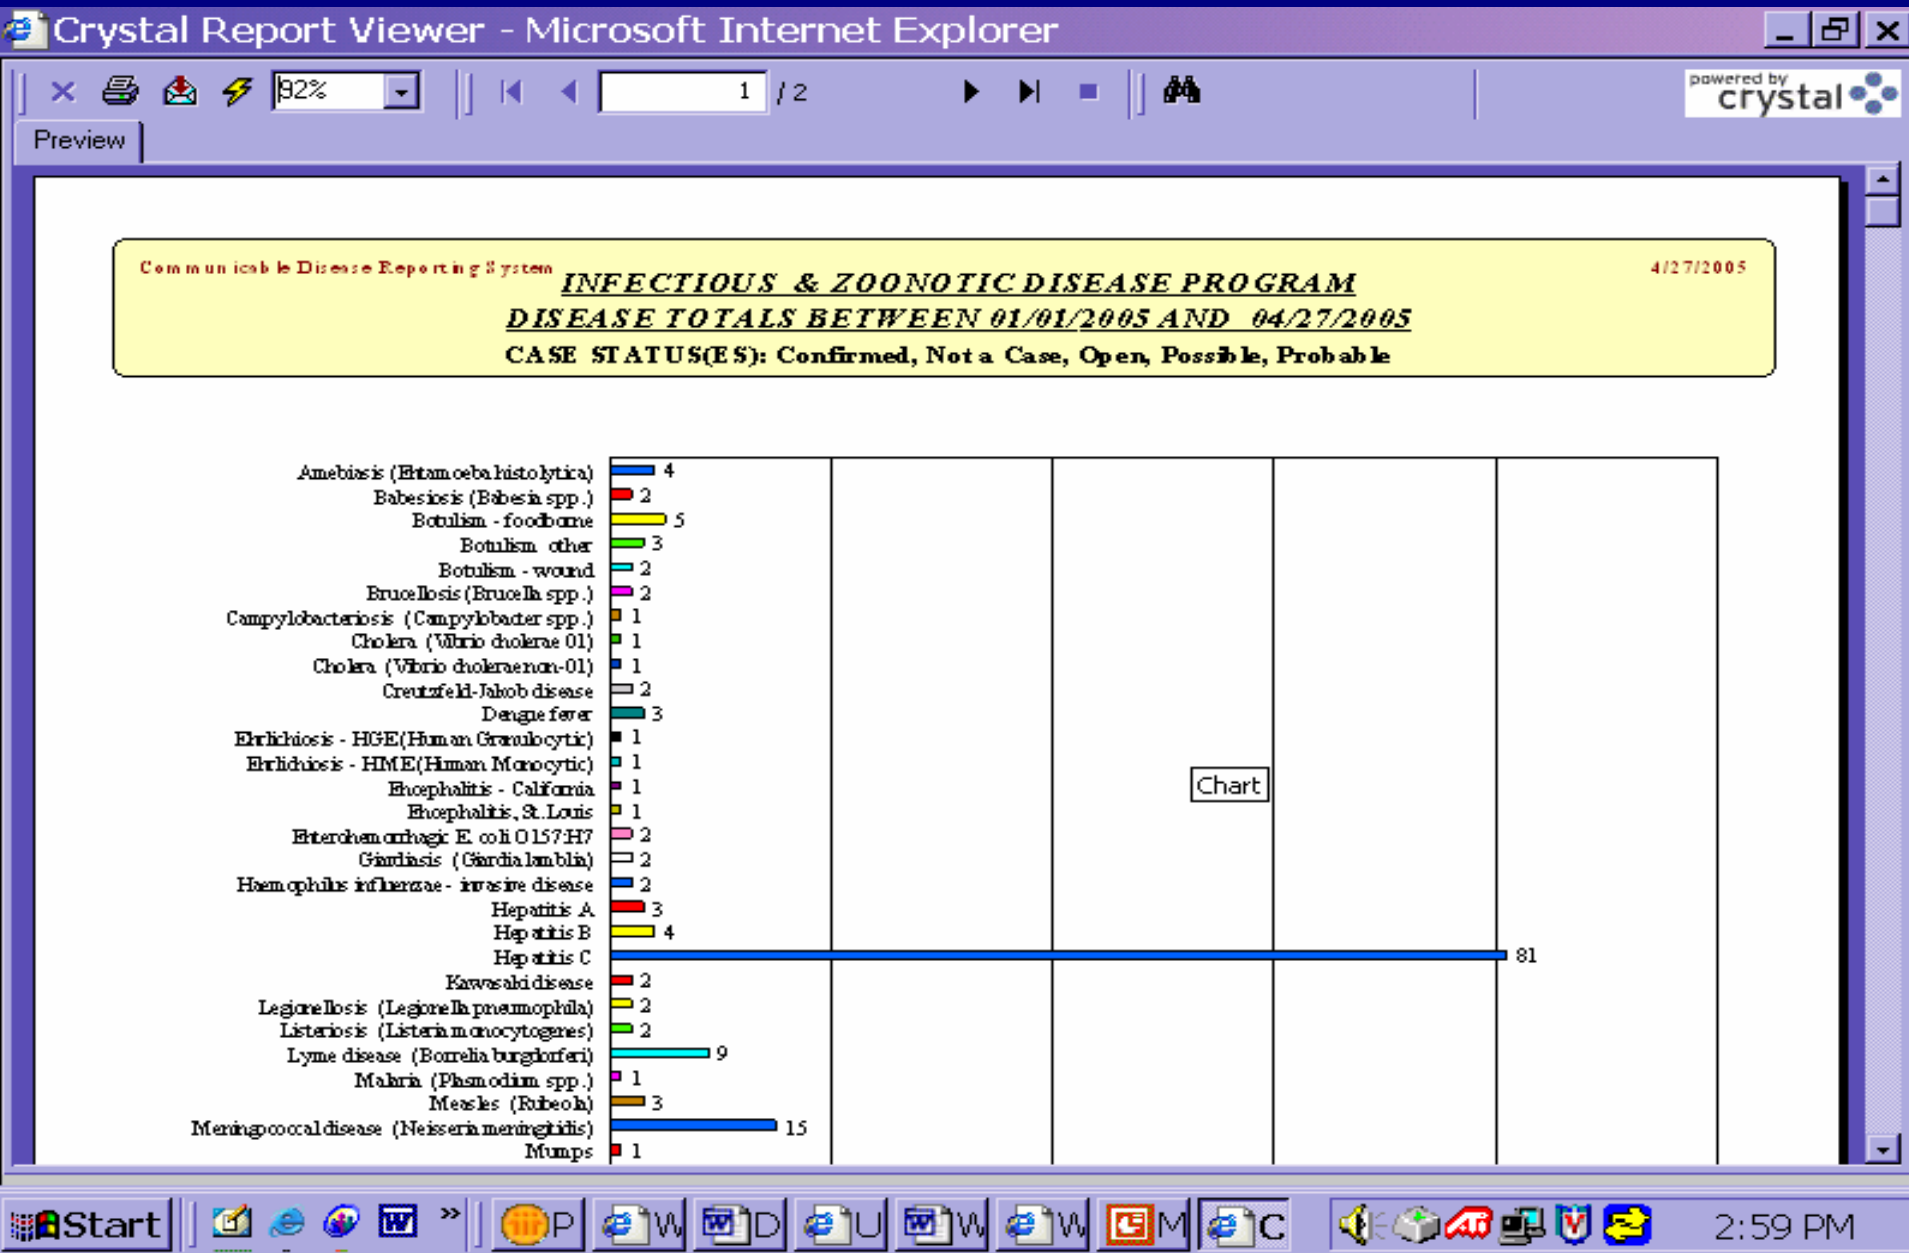 Crystal Report Viewer - Microsoft Internet Explorer
92%
1 / 2
powered by
crystal
Preview
Communicable Disease Reporting System
4/27/2005
INFECTIOUS & ZOONOTIC DISEASE PROGRAM
DISEASE TOTALS BETWEEN 01/01/2005 AND 04/27/2005
CASE STATUS(ES): Confirmed, Not a Case, Open, Possible, Probable
Amebiasis (Entamoeba histolytica) 4
Babesiosis (Babesia spp.) 2
Botulism - foodborne 5
Botulism other 3
Botulism - wound 2
Brucellosis (Brucella spp.) 2
Campylobacteriosis (Campylobacter spp.) 1
Cholera (Vibrio cholerae 01) 1
Cholera (Vibrio cholerae non-01) 1
Creutzfeld-Jakob disease 2
Dengue fever 3
Ehrlichiosis - HGE (Human Granulocytic) 1
Ehrlichiosis - HME (Human Monocytic) 1
Chart
Encephalitis - California 1
Encephalitis, St. Louis 1
Enterohemorrhagic E. coli O157:H7 2
Giardiasis (Giardia lamblia) 2
Haemophilus influenzae - invasive disease 2
Hepatitis A 3
Hepatitis B 4
Hepatitis C 81
Kawasaki disease 2
Legionellosis (Legionella pneumophila) 2
Listeriosis (Listeria monocytogenes) 2
Lyme disease (Borrelia burgdorferi) 9
Malaria (Plasmodium spp.) 1
Measles (Rubeola) 3
Meningococcal disease (Neisseria meningitidis) 15
Mumps 1
Start » P W D U W W M C 2:59 PM